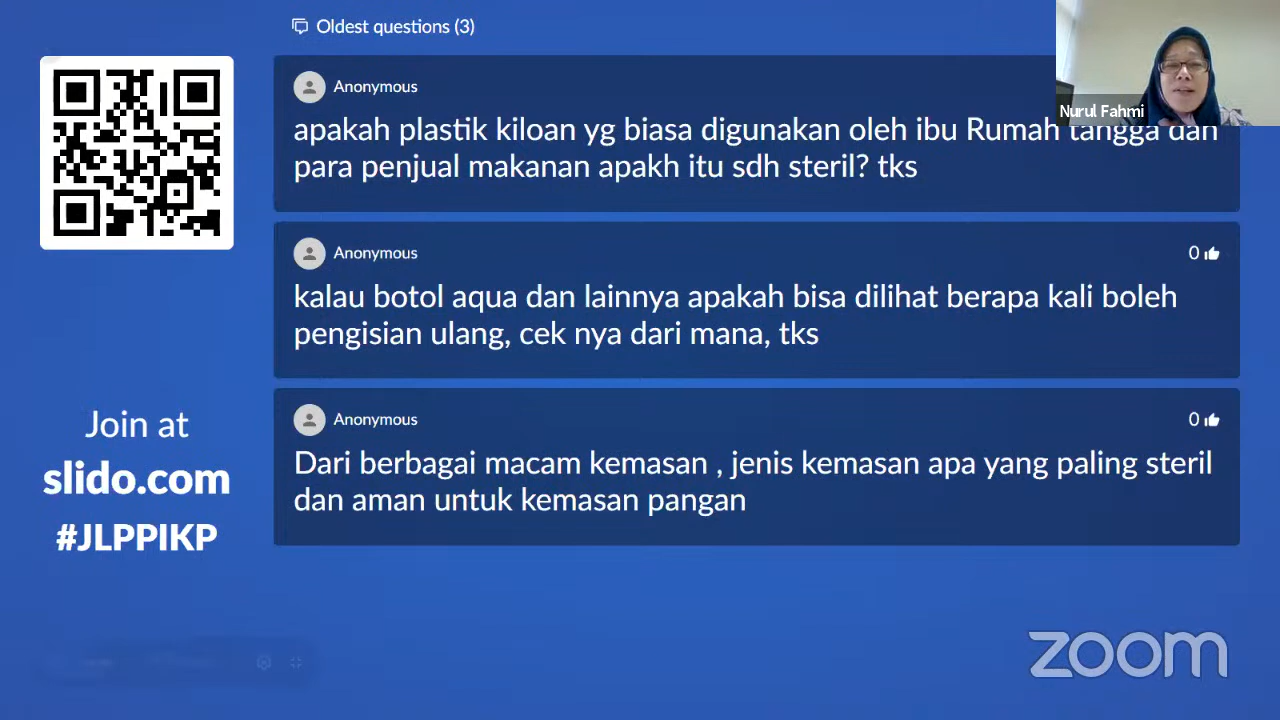 Oldest questions (3)
Anonymous
apakah plastik kiloan yg biasa digunakan oleh ibu Rumah tangga dan
para penjual makanan apakh itu sdh steril? tks
Anonymous
0
kalau botol aqua dan lainnya apakah bisa dilihat berapa kali boleh
pengisian ulang, cek nya dari mana, tks
Anonymous
0
Dari berbagai macam kemasan , jenis kemasan apa yang paling steril
dan aman untuk kemasan pangan
Join at
slido.com
#JLPPIKP
Nurul Fahmi
zoom